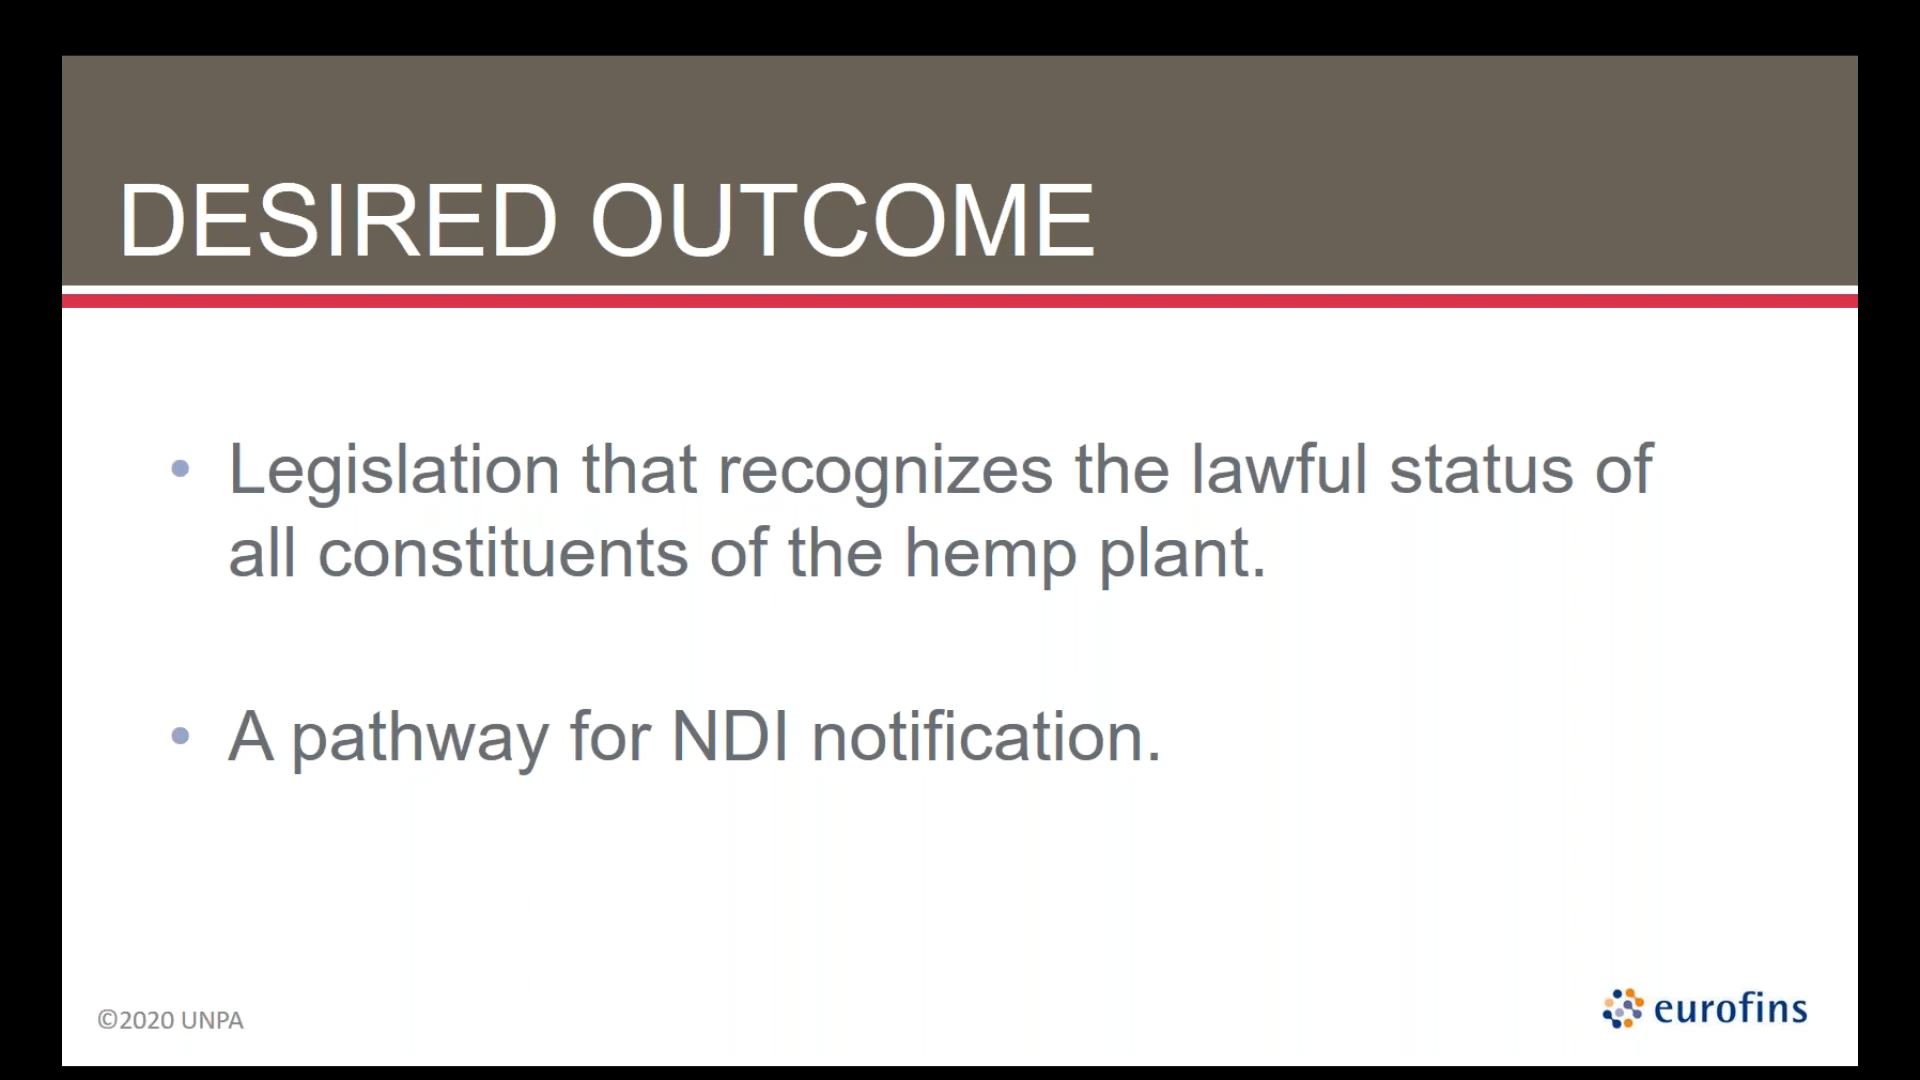 DESIRED OUTCOME
• Legislation that recognizes the lawful status of
all constituents of the hemp plant.
• A pathway for NDI notification.
©2020 UNPA
eurofins